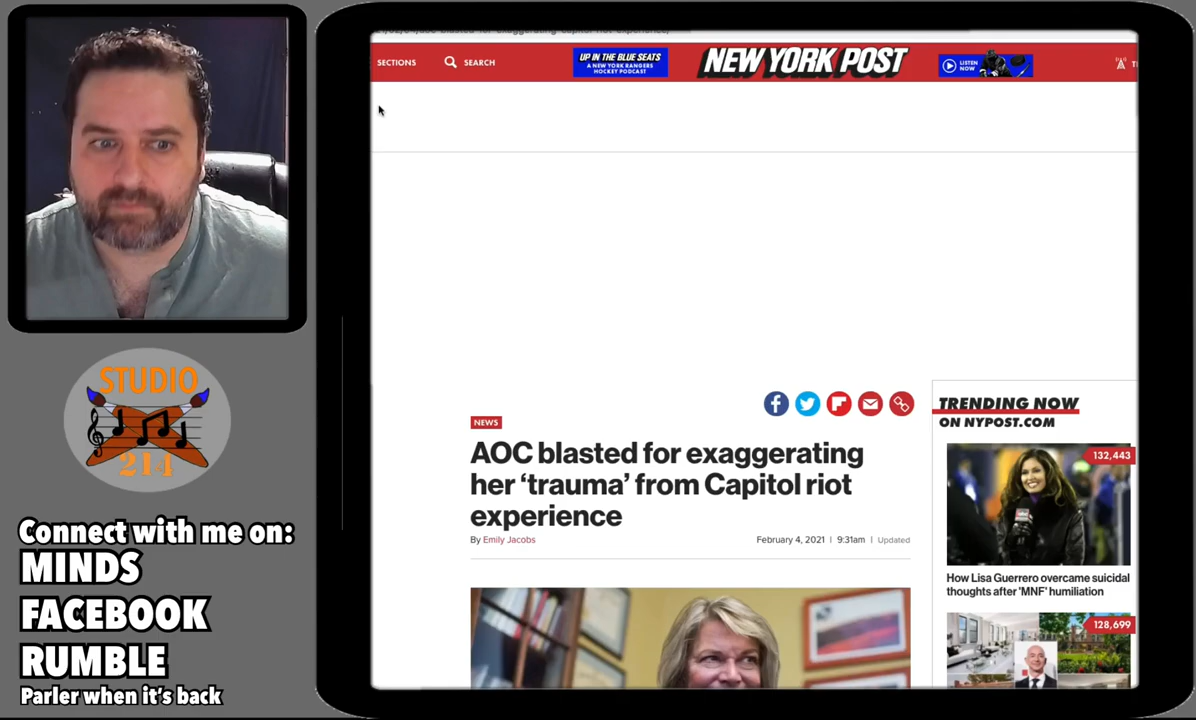 SECTIONS
SEARCH
UP IN THE BLUE SEATS
A NEW YORK RANGERS
HOCKEY PODCAST
NEW YORK POST
LISTEN
NOW
STUDIO
214
Connect with me on:
MINDS
FACEBOOK
RUMBLE
Parler when it's back
NEWS
AOC blasted for exaggerating
her ‘trauma’ from Capitol riot
experience
By Emily Jacobs
February 4, 2021 | 9:31am | Updated
TRENDING NOW
ON NYPOST.COM
132,443
How Lisa Guerrero overcame suicidal
thoughts after 'MNF' humiliation
128,699